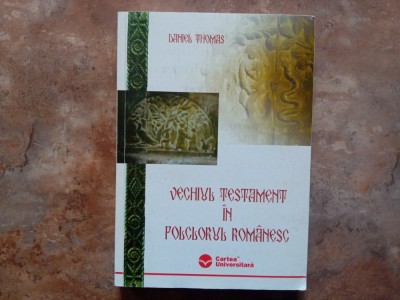 DANIEL THOMAS
VECHIUL TESTAMENT
ÎN
FOLCLORUL ROMÂNESC
Cartea
Universitară